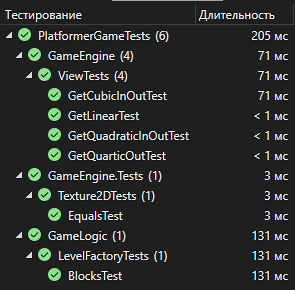 Тестирование Длительность
PlatformerGameTests (6) 205 мс
GameEngine (4) 71 мс
ViewTests (4) 71 мс
GetCubicInOutTest 71 мс
GetLinearTest < 1 мс
GetQuadraticInOutTest < 1 мс
GetQuarticOutTest < 1 мс
GameEngine.Tests (1) 3 мс
Texture2DTests (1) 3 мс
EqualsTest 3 мс
GameLogic (1) 131 мс
LevelFactoryTests (1) 131 мс
BlocksTest 131 мс